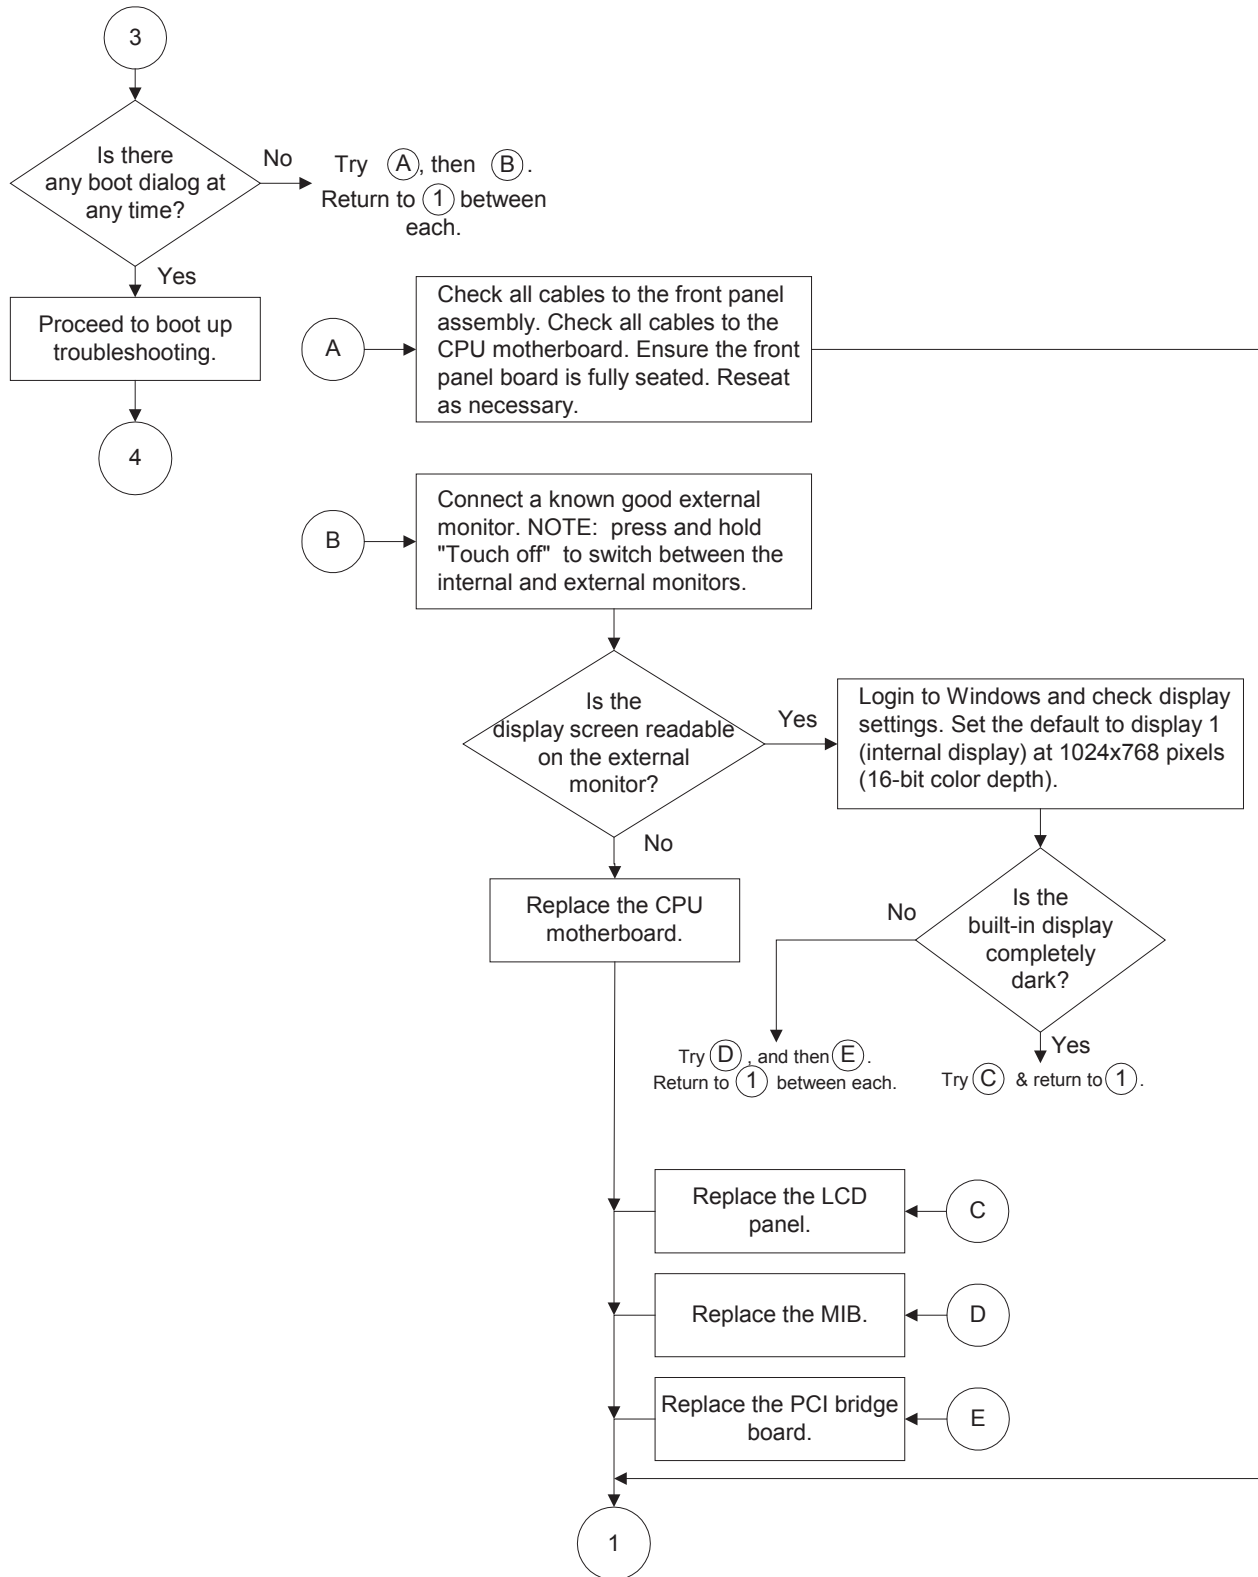 3
Is there
any boot dialog at
any time?
No
Try A, then B.
Return to 1 between
each.
Yes
Proceed to boot up
troubleshooting.
4
A
Check all cables to the front panel
assembly. Check all cables to the
CPU motherboard. Ensure the front
panel board is fully seated. Reseat
as necessary.
B
Connect a known good external
monitor. NOTE: press and hold
"Touch off" to switch between the
internal and external monitors.
Is the
display screen readable
on the external
monitor?
Yes
Login to Windows and check display
settings. Set the default to display 1
(internal display) at 1024x768 pixels
(16-bit color depth).
No
Replace the CPU
motherboard.
Is the
built-in display
completely
dark?
No
Try D, and then E.
Return to 1 between each.
Yes
Try C & return to 1.
Replace the LCD
panel.
C
Replace the MIB.
D
Replace the PCI bridge
board.
E
1